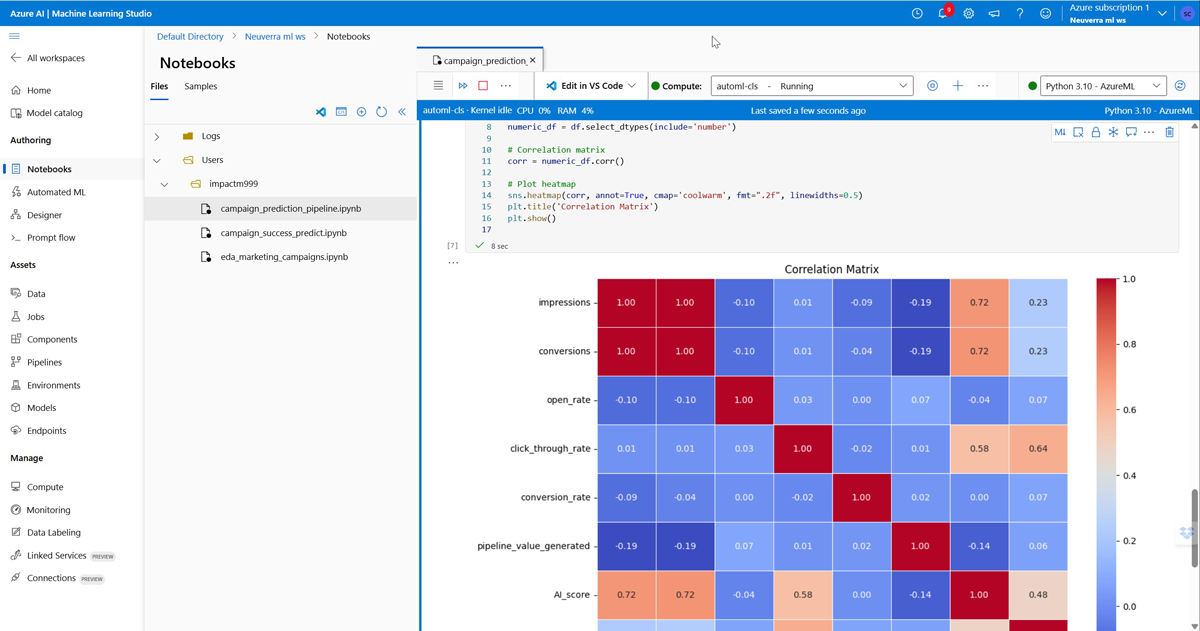 Azure AI | Machine Learning Studio
9
Azure subscription 1
Neuverra ml ws
SC
All workspaces
Home
Model catalog
Authoring
Notebooks
Automated ML
Designer
Prompt flow
Assets
Data
Jobs
Components
Pipelines
Environments
Models
Endpoints
Manage
Compute
Monitoring
Data Labeling
Linked Services PREVIEW
Connections PREVIEW
Default Directory > Neuverra ml ws > Notebooks
Notebooks
Files Samples
Logs
Users
impactm999
campaign_prediction_pipeline.ipynb
campaign_success_predict.ipynb
eda_marketing_campaigns.ipynb
campaign_prediction_
Edit in VS Code
Compute: automl-cls - Running
Python 3.10 - AzureML
automl-cls · Kernel idle CPU 0% RAM 4% Last saved a few seconds ago Python 3.10 - AzureML
M↓
8 numeric_df = df.select_dtypes(include='number')
9
10 # Correlation matrix
11 corr = numeric_df.corr()
12
13 # Plot heatmap
14 sns.heatmap(corr, annot=True, cmap='coolwarm', fmt=".2f", linewidths=0.5)
15 plt.title('Correlation Matrix')
16 plt.show()
17
[7] 8 sec
Correlation Matrix
impressions 1.00 1.00 -0.10 0.01 -0.09 -0.19 0.72 0.23
conversions 1.00 1.00 -0.10 0.01 -0.04 -0.19 0.72 0.23
open_rate -0.10 -0.10 1.00 0.03 0.00 0.07 -0.04 0.07
click_through_rate 0.01 0.01 0.03 1.00 -0.02 0.01 0.58 0.64
conversion_rate -0.09 -0.04 0.00 -0.02 1.00 0.02 0.00 0.07
pipeline_value_generated -0.19 -0.19 0.07 0.01 0.02 1.00 -0.14 0.06
AI_score 0.72 0.72 -0.04 0.58 0.00 -0.14 1.00 0.48
1.0
0.8
0.6
0.4
0.2
0.0